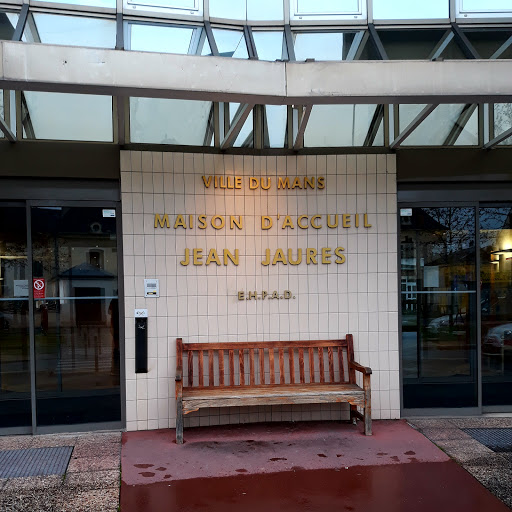 VILLE DU MANS
MAISON D'ACCUEIL
JEAN JAURES
E.H.P.A.D.